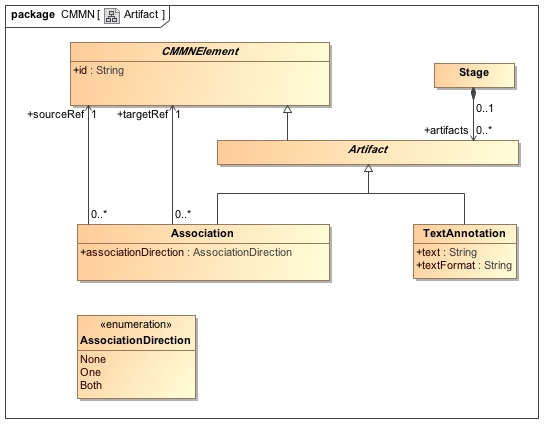 package CMMN [ Artifact ]
CMMNElement
+id : String
Stage
+sourceRef 1
+targetRef 1
0..1
+artifacts 0..*
Artifact
0..*
0..*
Association
+associationDirection : AssociationDirection
TextAnnotation
+text : String
+textFormat : String
«enumeration»
AssociationDirection
None
One
Both